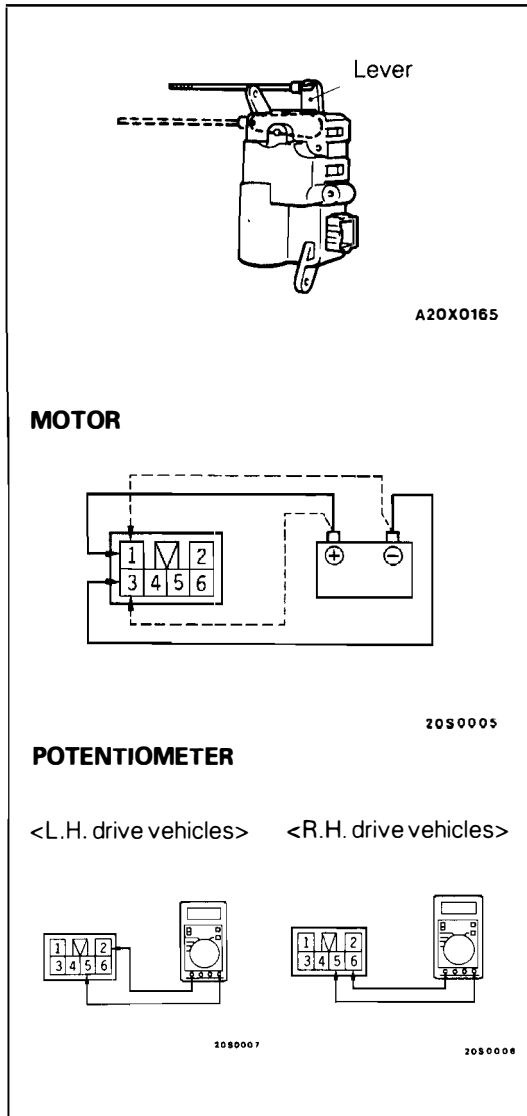 Lever
A20X0165
MOTOR
1 2
3 4 5 6
+ −
20S0005
POTENTIOMETER
<L.H. drive vehicles> <R.H. drive vehicles>
1 2
3 4 5 6
1 2
3 4 5 6
20S0007
20S0006